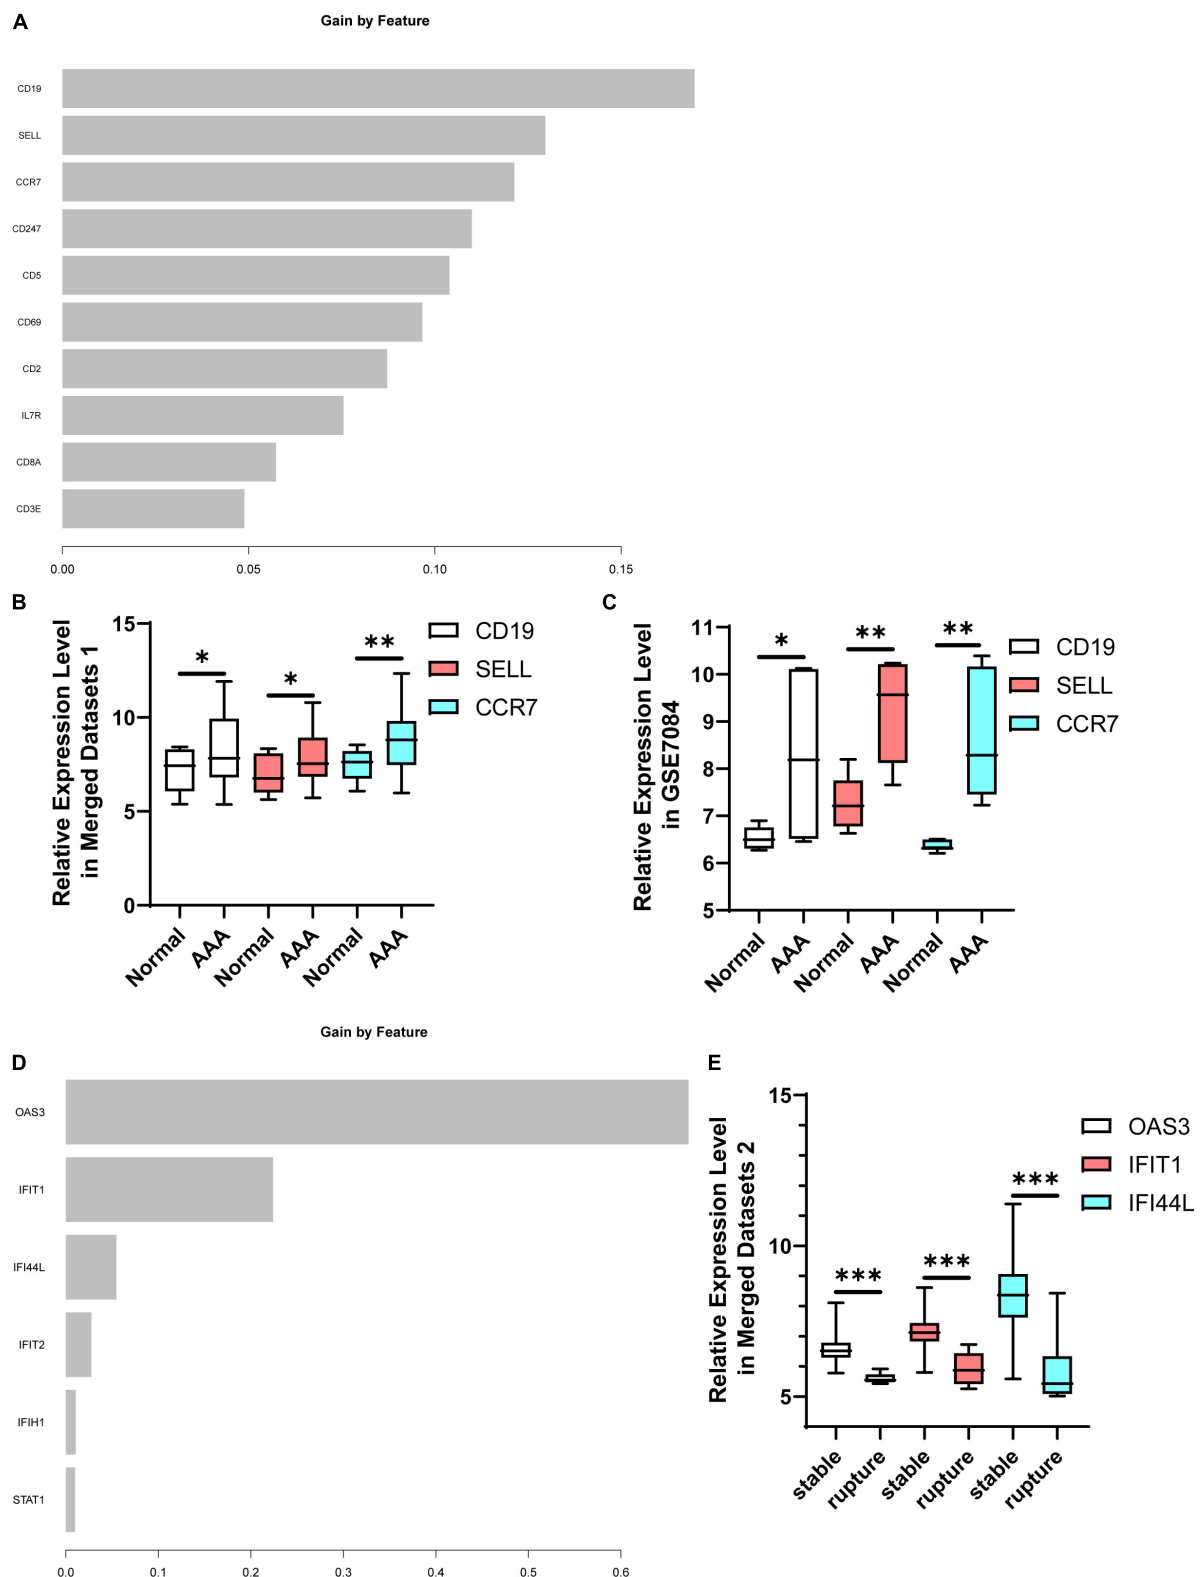 A
Gain by Feature
CD19
SELL
CCR7
CD247
CD5
CD69
CD2
IL7R
CD8A
CD3E
0.00 0.05 0.10 0.15
B
Relative Expression Level
in Merged Datasets 1
15
10
5
0
* * **
CD19
SELL
CCR7
Normal AAA Normal AAA Normal AAA
C
Relative Expression Level
in GSE7084
11
10
9
8
7
6
5
* ** **
CD19
SELL
CCR7
Normal AAA Normal AAA Normal AAA
Gain by Feature
D
OAS3
IFIT1
IFI44L
IFIT2
IFIH1
STAT1
0.0 0.1 0.2 0.3 0.4 0.5 0.6
E
Relative Expression Level
in Merged Datasets 2
15
10
5
*** *** ***
OAS3
IFIT1
IFI44L
stable rupture stable rupture stable rupture